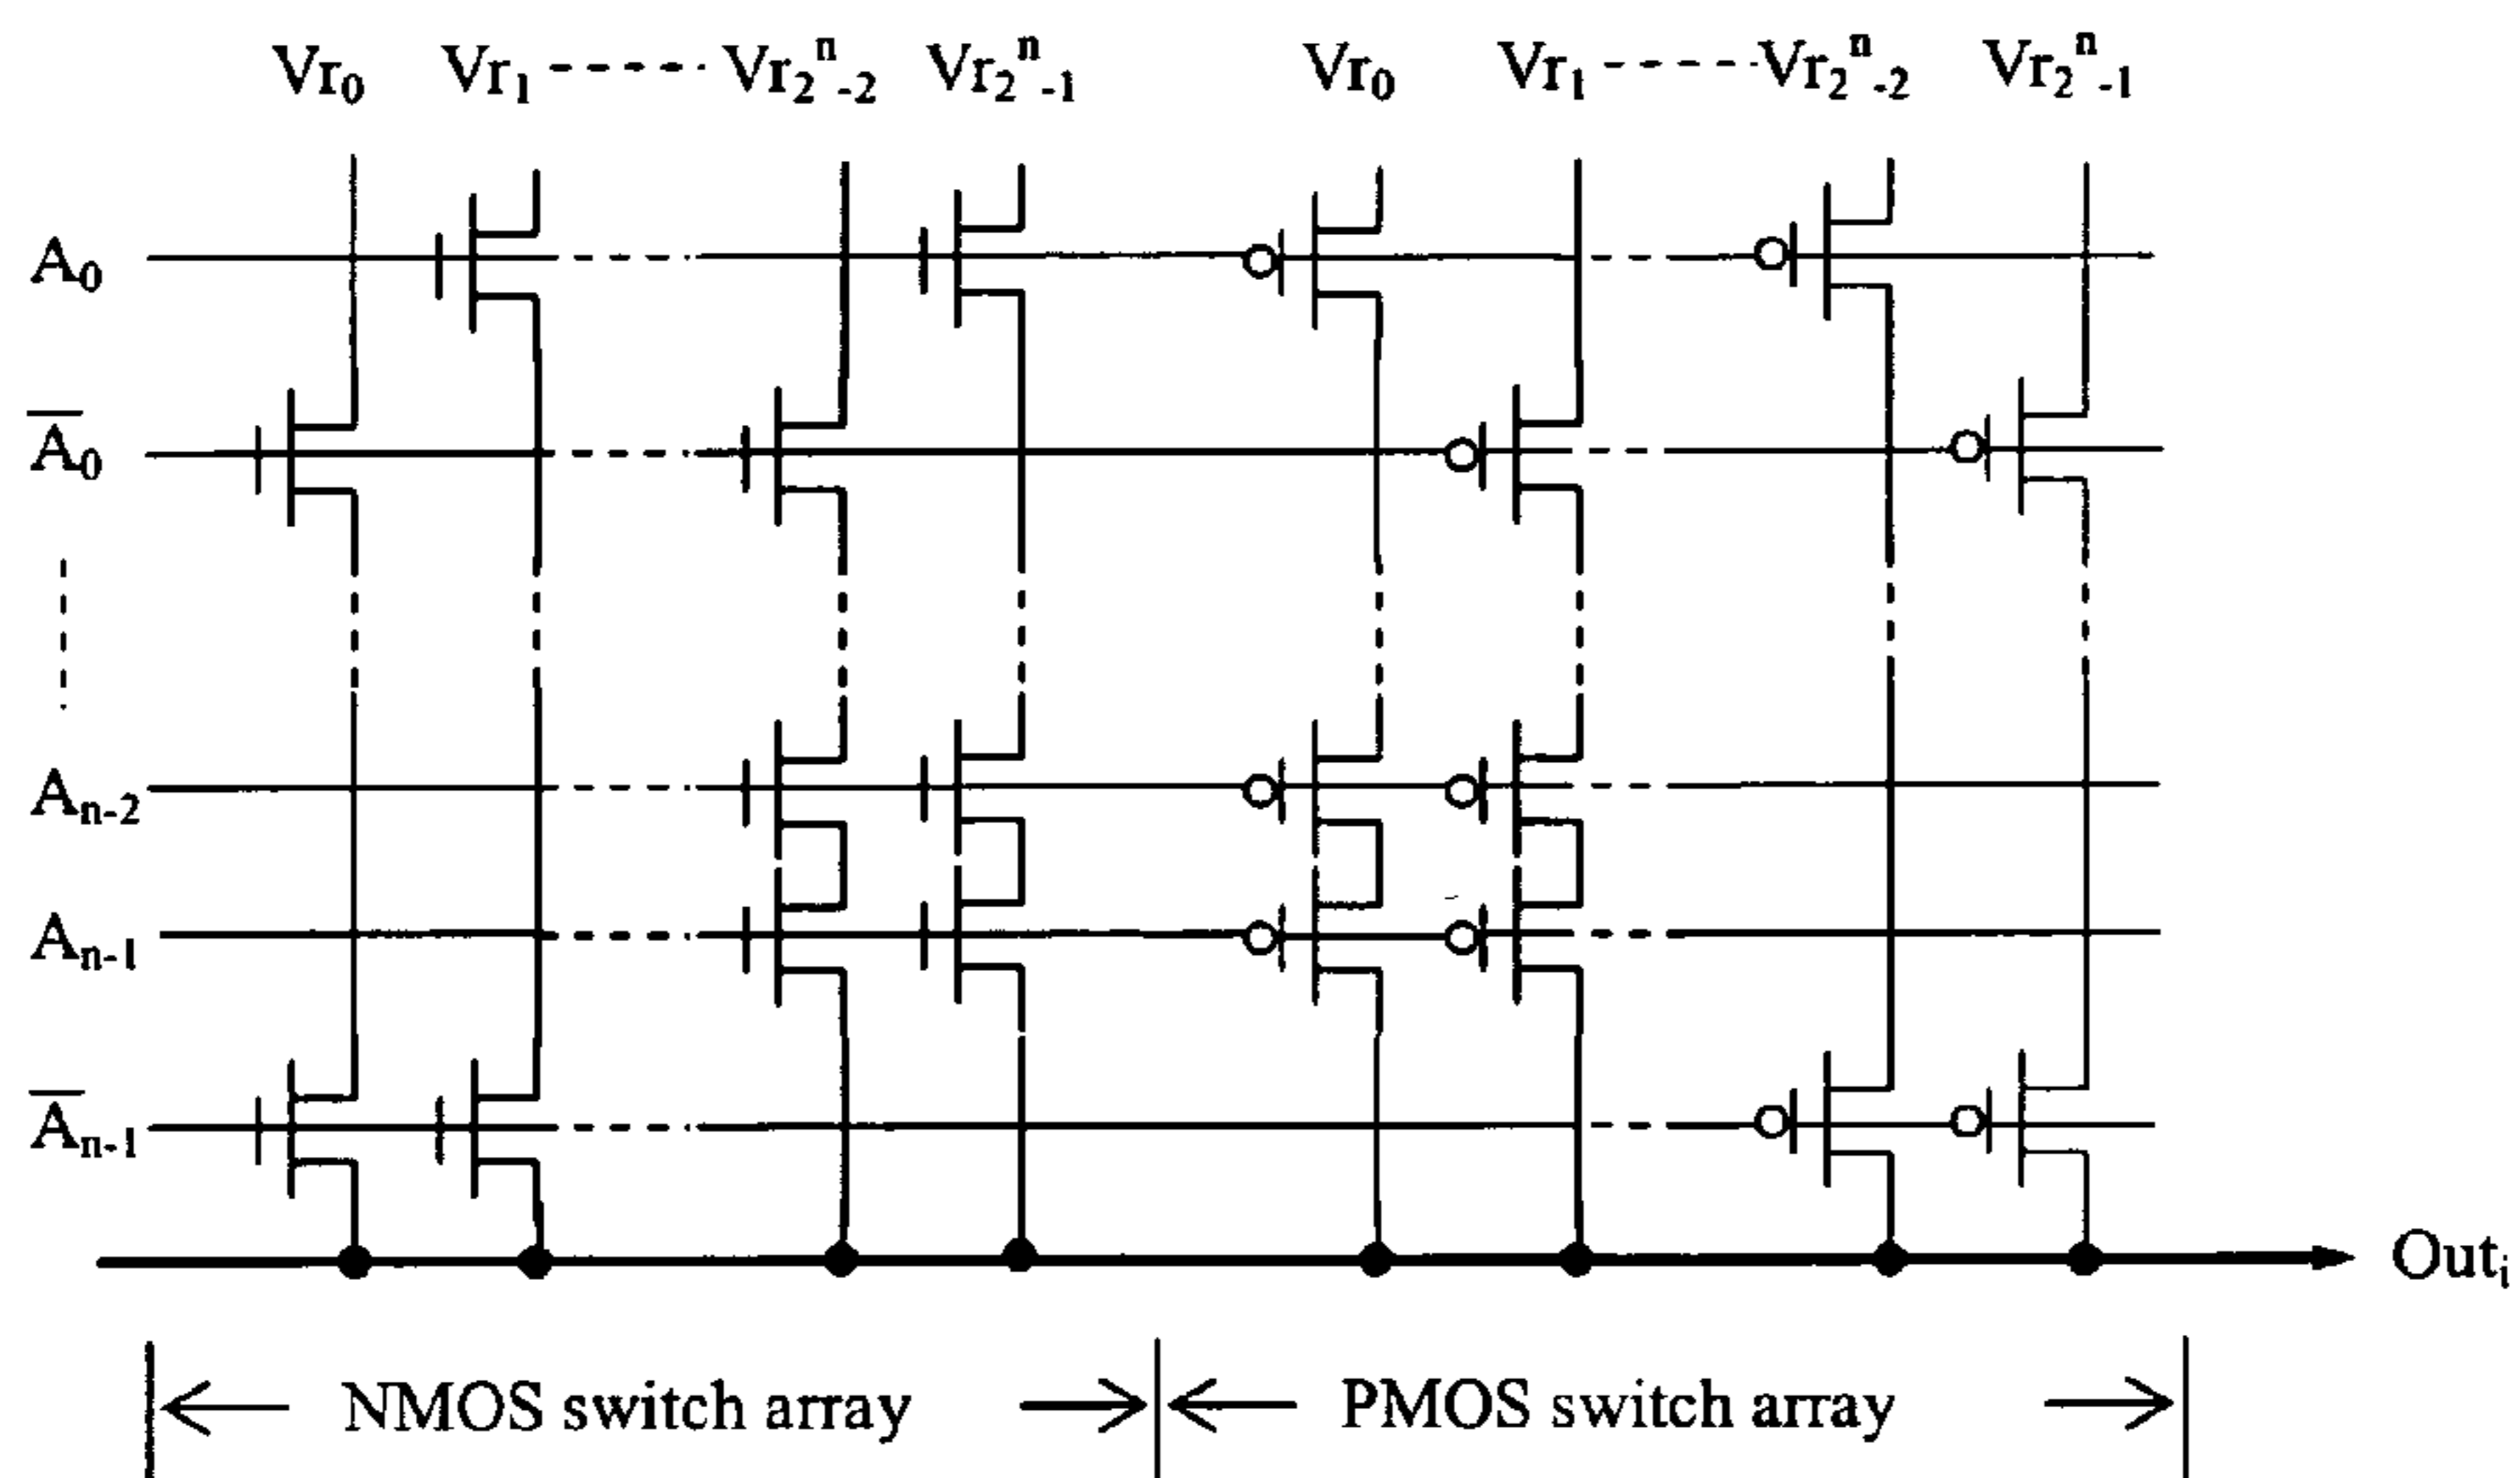 Vr₀ Vr₁ ----- Vr₂ⁿ₋₂ Vr₂ⁿ₋₁ Vr₀ Vr₁ ----- Vr₂ⁿ₋₂ Vr₂ⁿ₋₁
A₀
A̅₀
Aₙ₋₂
Aₙ₋₁
A̅ₙ₋₁
Outᵢ
NMOS switch array PMOS switch array